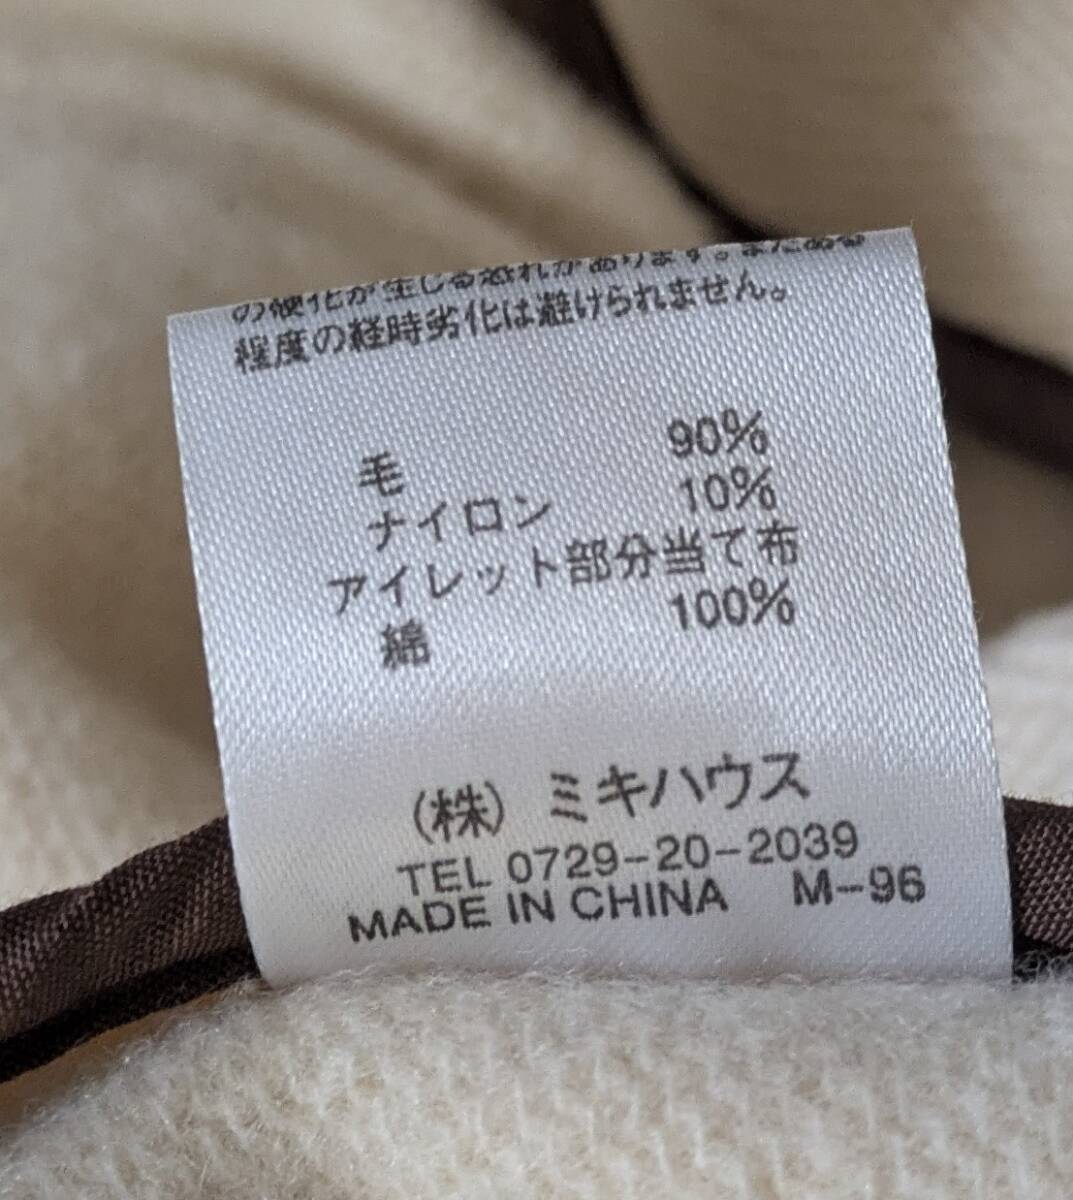 の硬化が生じる恐れがあります。また、ある
程度の経時劣化は避けられません。
毛 90%
ナイロン 10%
アイレット部分当て布
綿 100%
(株) ミキハウス
TEL 0729-20-2039
MADE IN CHINA M-96